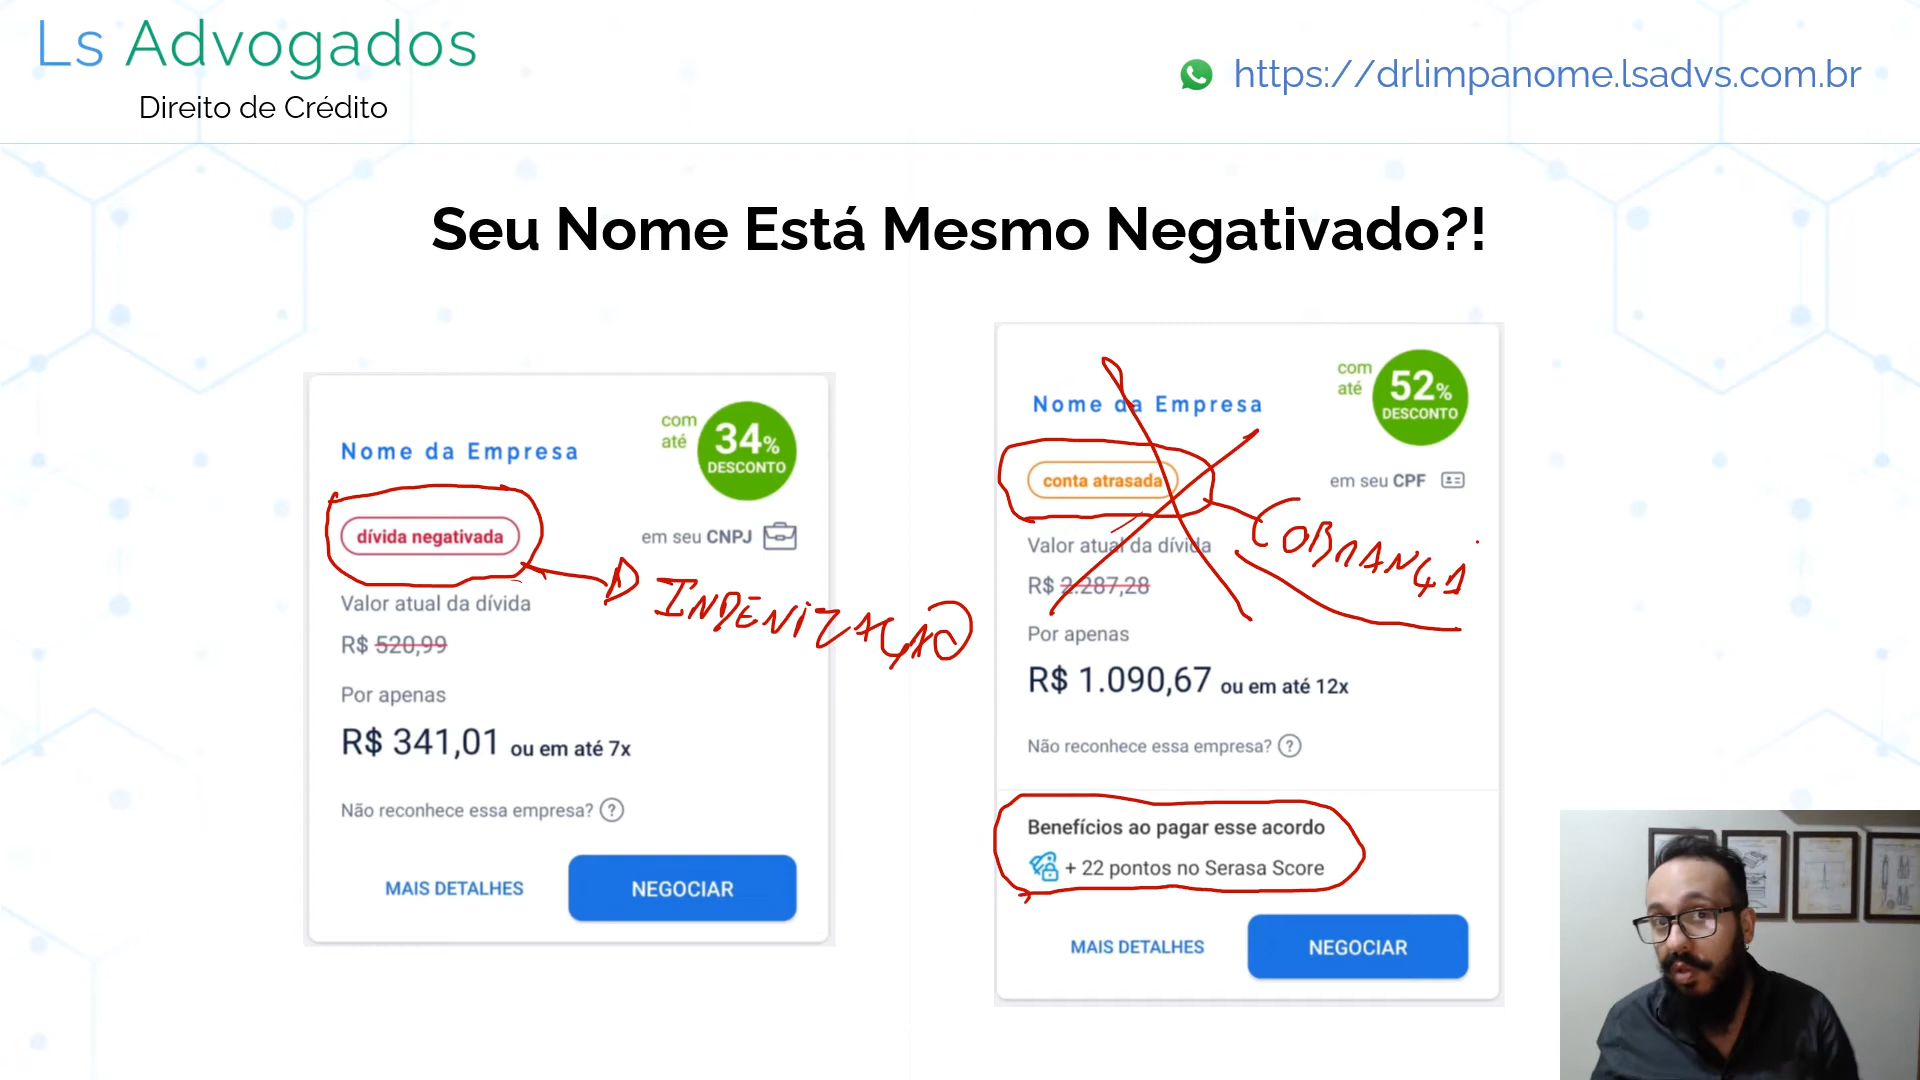 Ls Advogados
Direito de Crédito
https://drlimpanome.lsadvs.com.br
Seu Nome Está Mesmo Negativado?!
com até
34% DESCONTO
Nome da Empresa
dívida negativada
em seu CNPJ
INDENIZAÇÃO
Valor atual da dívida
R$ 520,99
Por apenas
R$ 341,01 ou em até 7x
Não reconhece essa empresa? ?
MAIS DETALHES
NEGOCIAR
com até
52% DESCONTO
Nome da Empresa
conta atrasada
em seu CPF
COBRANÇA
Valor atual da dívida
R$ 2.287,28
Por apenas
R$ 1.090,67 ou em até 12x
Não reconhece essa empresa? ?
Benefícios ao pagar esse acordo
+ 22 pontos no Serasa Score
MAIS DETALHES
NEGOCIAR